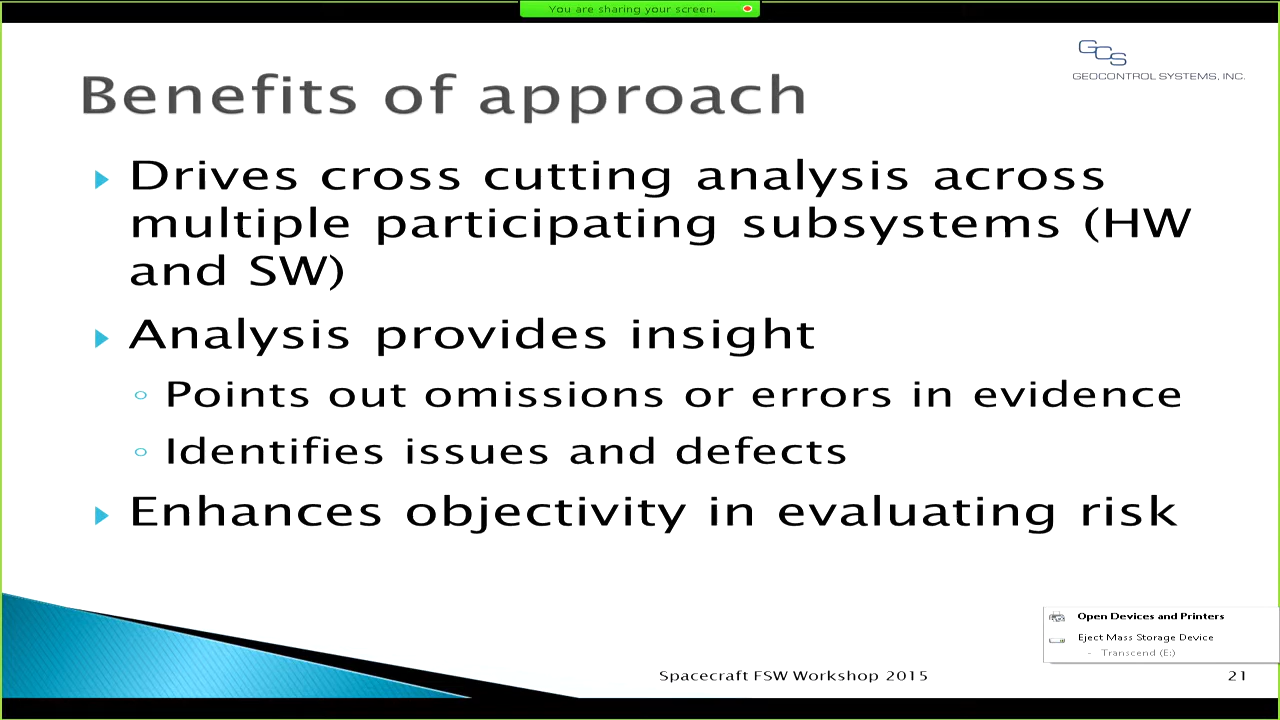 You are sharing your screen.
GCS
GEOCONTROL SYSTEMS, INC.
Benefits of approach
Drives cross cutting analysis across
multiple participating subsystems (HW
and SW)
Analysis provides insight
Points out omissions or errors in evidence
Identifies issues and defects
Enhances objectivity in evaluating risk
Open Devices and Printers
Eject Mass Storage Device
- Transcend (E:)
Spacecraft FSW Workshop 2015
21